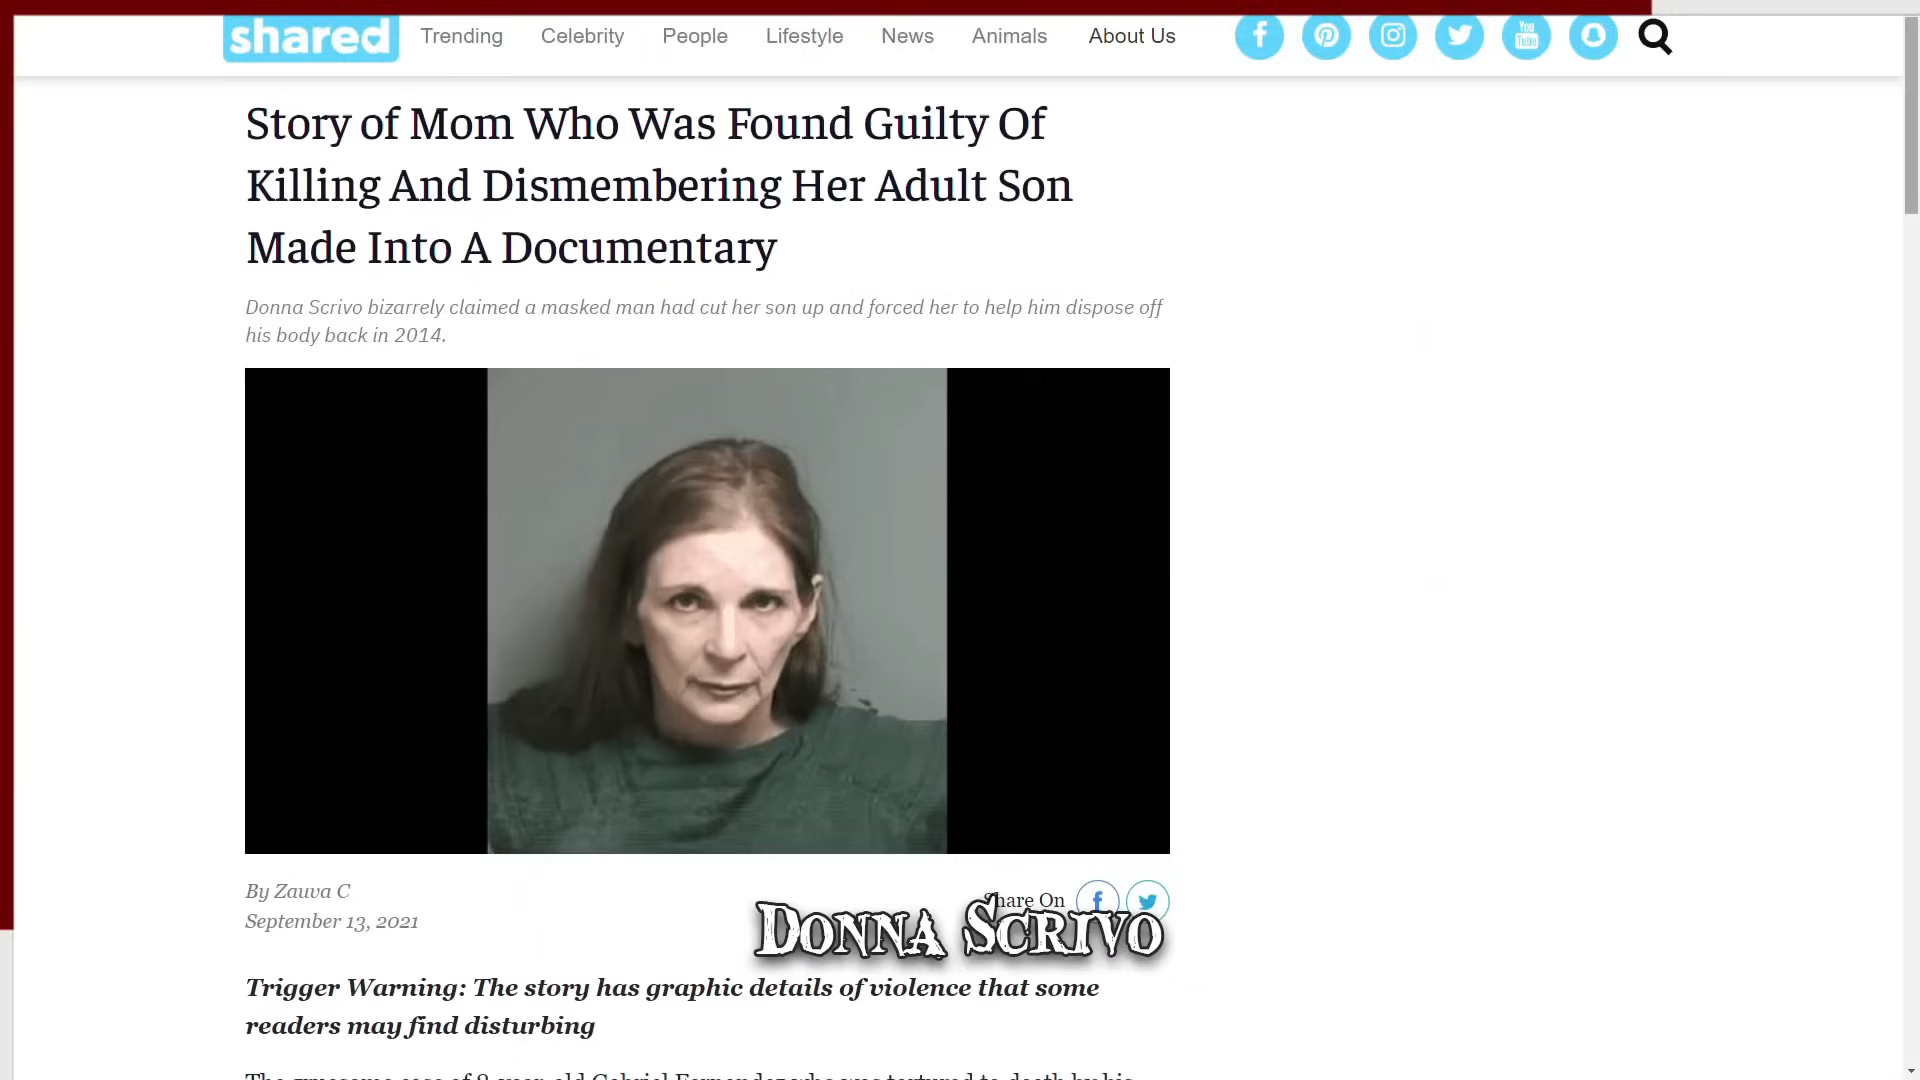 shared Trending Celebrity People Lifestyle News Animals About Us
Story of Mom Who Was Found Guilty Of
Killing And Dismembering Her Adult Son
Made Into A Documentary
Donna Scrivo bizarrely claimed a masked man had cut her son up and forced her to help him dispose off
his body back in 2014.
By Zauva C
September 13, 2021
Share On
Donna Scrivo
Trigger Warning: The story has graphic details of violence that some
readers may find disturbing